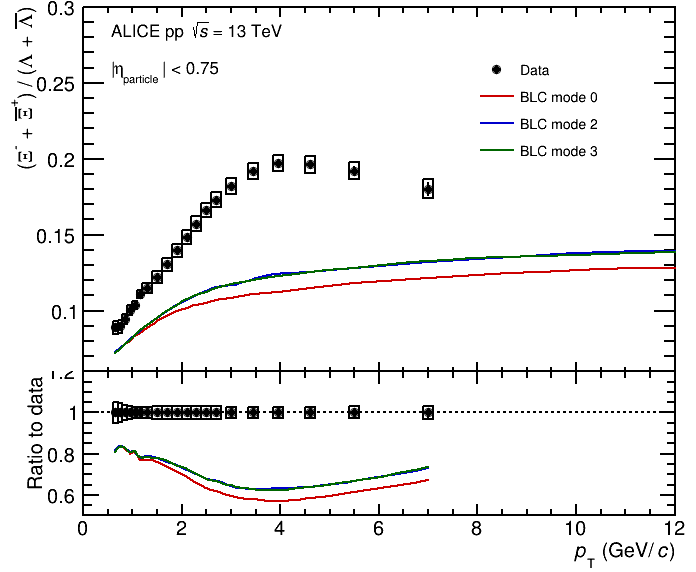 0.3
ALICE pp √s = 13 TeV
|η_particle| < 0.75
Data
BLC mode 0
BLC mode 2
BLC mode 3
0.25
0.2
0.15
0.1
(Ξ⁻ + Ξ̅⁺) / (Λ + Λ̅)
1.2
1
0.8
0.6
Ratio to data
0 2 4 6 8 10 12
p_T (GeV/c)